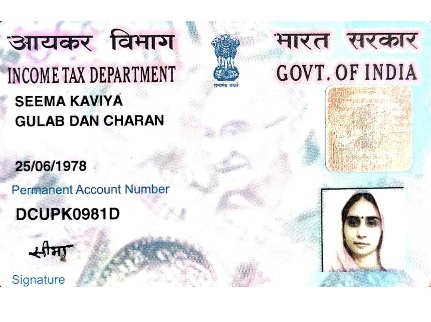 आयकर विभाग
भारत सरकार
INCOME TAX DEPARTMENT
GOVT. OF INDIA
SEEMA KAVIYA
GULAB DAN CHARAN
25/06/1978
Permanent Account Number
DCUPK0981D
सीमा
Signature